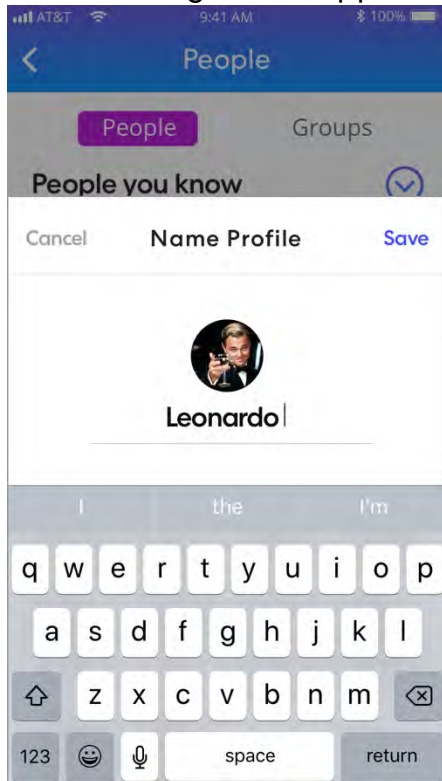 AT&T 9:41 AM 100%
People
People Groups
People you know
Cancel Name Profile Save
Leonardo
I the I'm
q w e r t y u i o p
a s d f g h j k l
z x c v b n m
123 space return